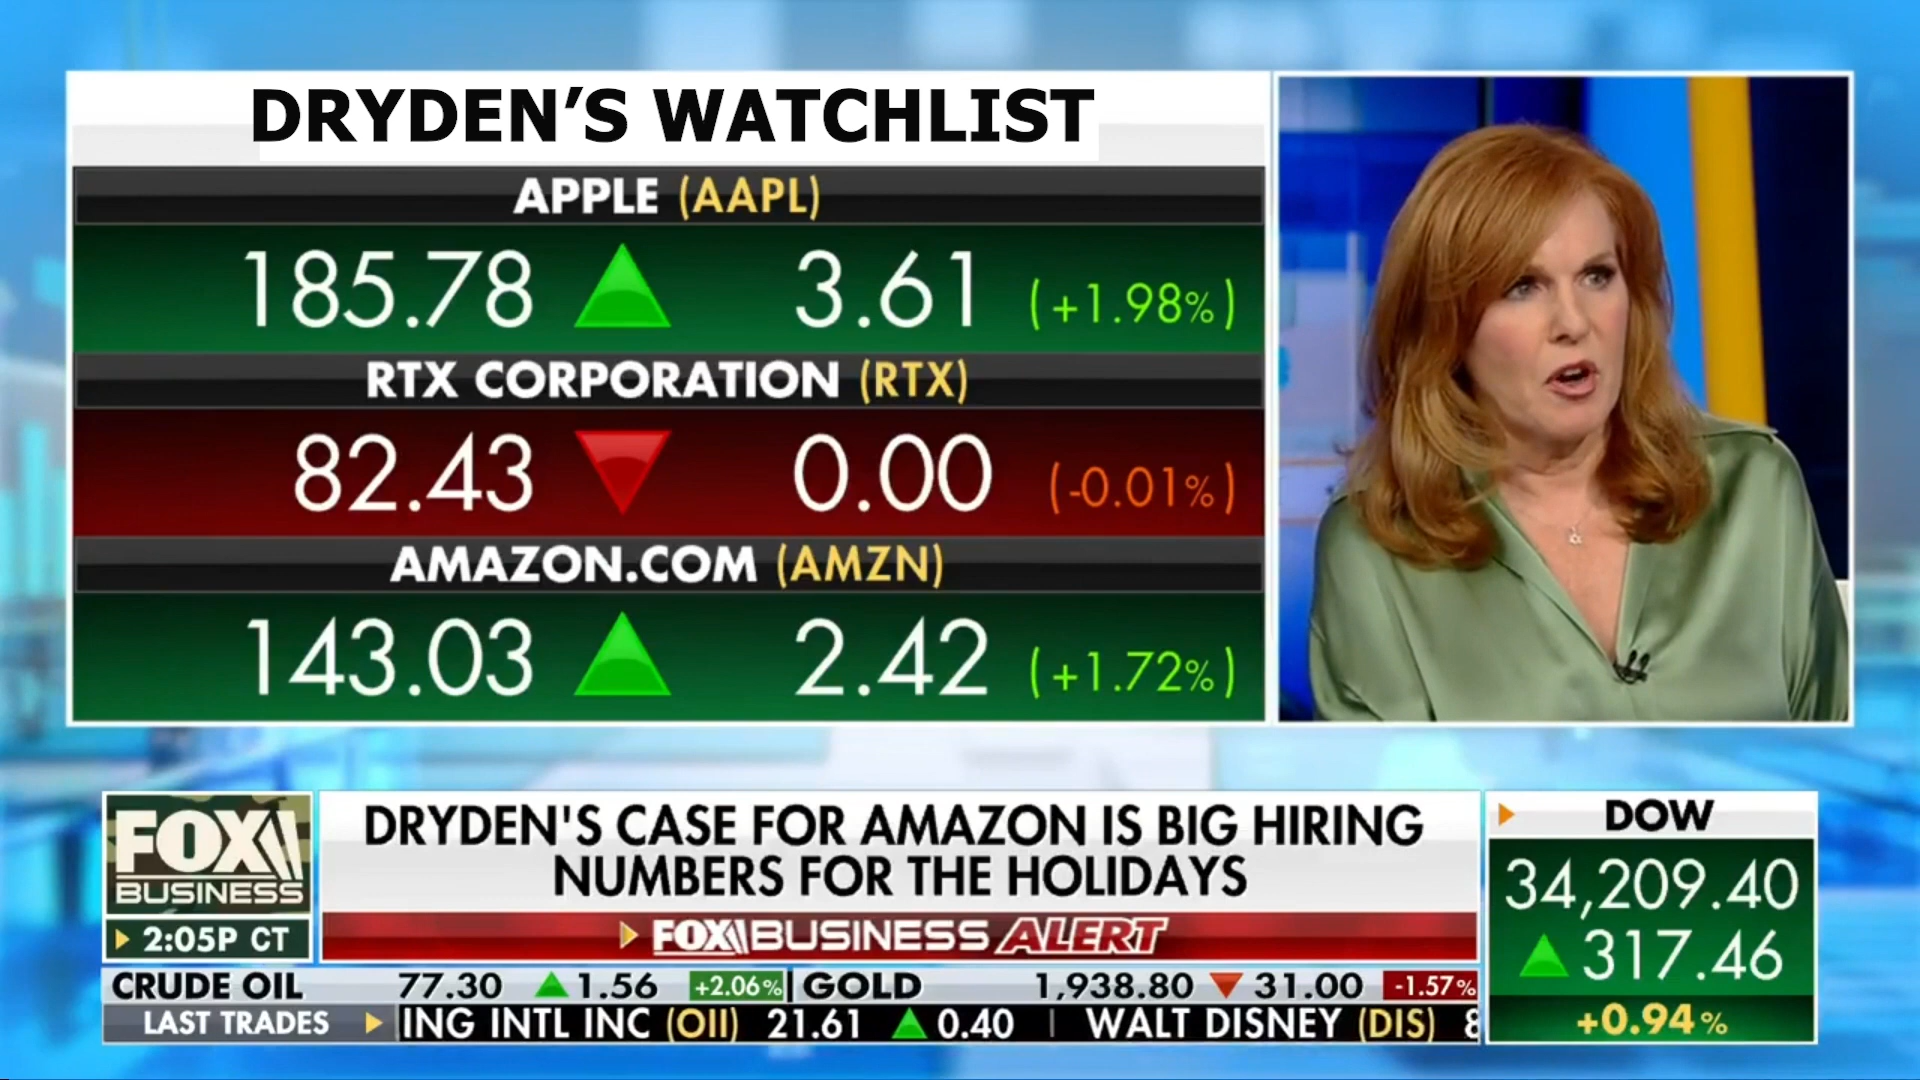 DRYDEN’S WATCHLIST
APPLE (AAPL)
185.78 ▲ 3.61 (+1.98%)
RTX CORPORATION (RTX)
82.43 ▼ 0.00 (-0.01%)
AMAZON.COM (AMZN)
143.03 ▲ 2.42 (+1.72%)
FOX BUSINESS
2:05P CT
DRYDEN'S CASE FOR AMAZON IS BIG HIRING
NUMBERS FOR THE HOLIDAYS
FOX BUSINESS ALERT
DOW
34,209.40
▲ 317.46
+0.94%
CRUDE OIL 77.30 ▲ 1.56 +2.06% GOLD 1,938.80 ▼ 31.00 -1.57%
LAST TRADES ING INTL INC (OII) 21.61 ▲ 0.40 | WALT DISNEY (DIS)